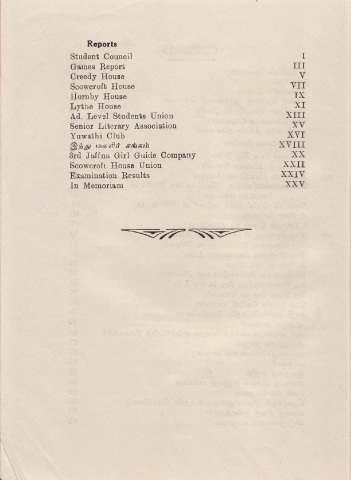 Reports
Student Council I
Games Report III
Creedy House V
Scowcroft House VII
Hornby House IX
Lythe House XI
Ad. Level Students Union XIII
Senior Literary Association XV
Yuwathi Club XVI
இந்து மகளிர் சங்கம் XVIII
3rd Jaffna Girl Guide Company XX
Scowcroft House Union XXII
Examination Results XXIV
In Memoriam XXV